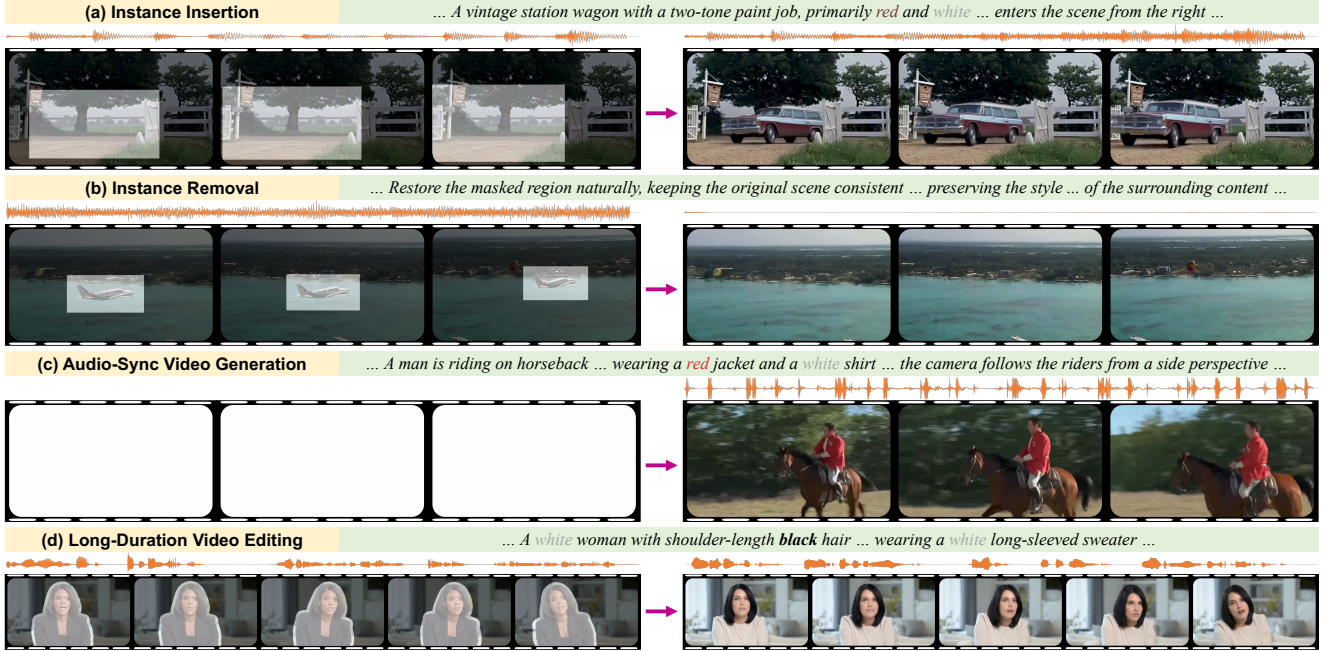 (a) Instance Insertion
... A vintage station wagon with a two-tone paint job, primarily red and white ... enters the scene from the right ...
(b) Instance Removal
... Restore the masked region naturally, keeping the original scene consistent ... preserving the style ... of the surrounding content ...
(c) Audio-Sync Video Generation
... A man is riding on horseback ... wearing a red jacket and a white shirt ... the camera follows the riders from a side perspective ...
(d) Long-Duration Video Editing
... A white woman with shoulder-length black hair ... wearing a white long-sleeved sweater ...